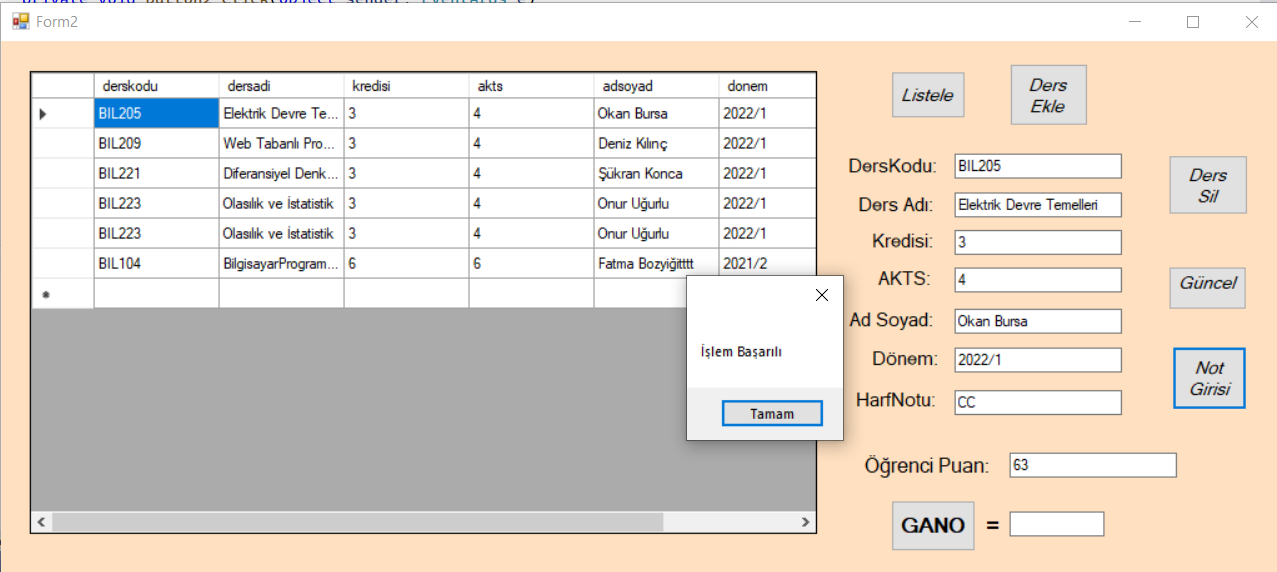 Form2
derskodu dersadi kredisi akts adsoyad donem
BIL205 Elektrik Devre Te... 3 4 Okan Bursa 2022/1
BIL209 Web Tabanlı Pro... 3 4 Deniz Kılınç 2022/1
BIL221 Diferansiyel Denk... 3 4 Şükran Konca 2022/1
BIL223 Olasılık ve İstatistik 3 4 Onur Uğurlu 2022/1
BIL223 Olasılık ve İstatistik 3 4 Onur Uğurlu 2022/1
BIL104 BilgisayarProgram... 6 6 Fatma Bozyiğitttt 2021/2
İşlem Başarılı
Tamam
Listele
Ders
Ekle
DersKodu: BIL205
Ders Adı: Elektrik Devre Temelleri
Kredisi: 3
AKTS: 4
Ad Soyad: Okan Bursa
Dönem: 2022/1
HarfNotu: CC
Ders
Sil
Güncel
Not
Girisi
Öğrenci Puan: 63
GANO =